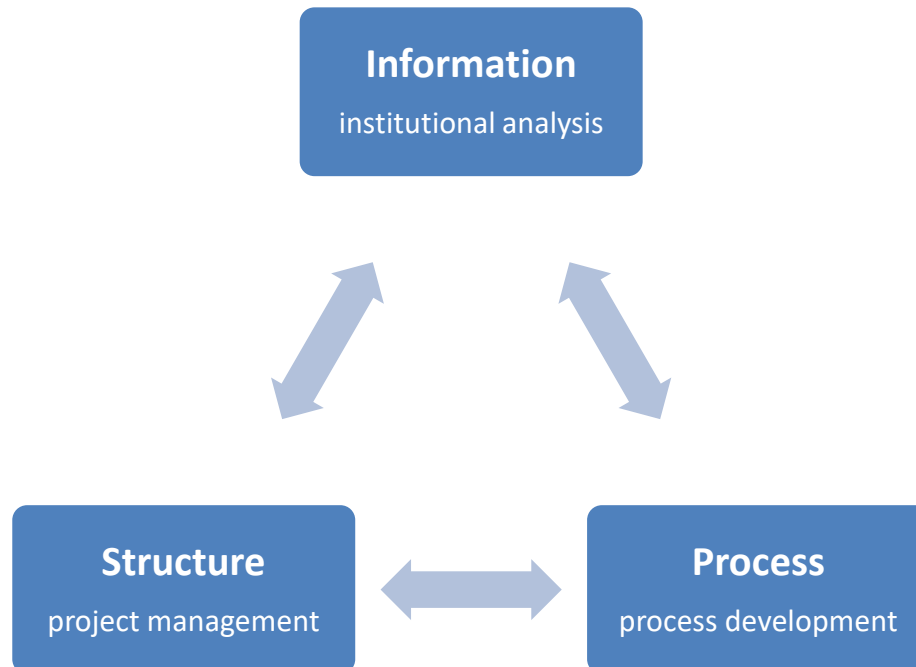 Information
institutional analysis
Structure
project management
Process
process development